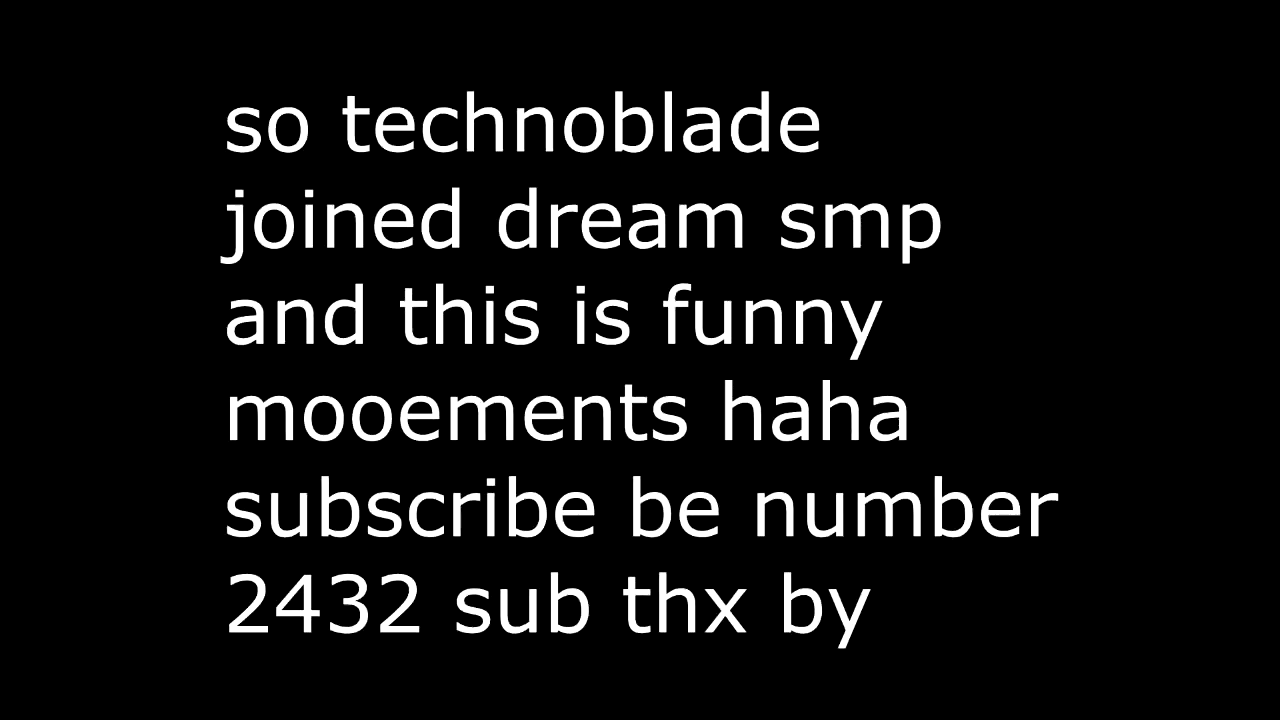 so technoblade
joined dream smp
and this is funny
mooements haha
subscribe be number
2432 sub thx by